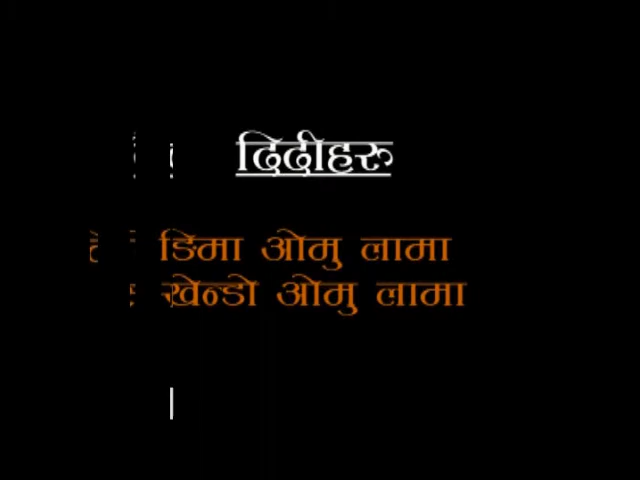 दिदीहरु
ङिमा ओमु लामा
खेन्डो ओमु लामा